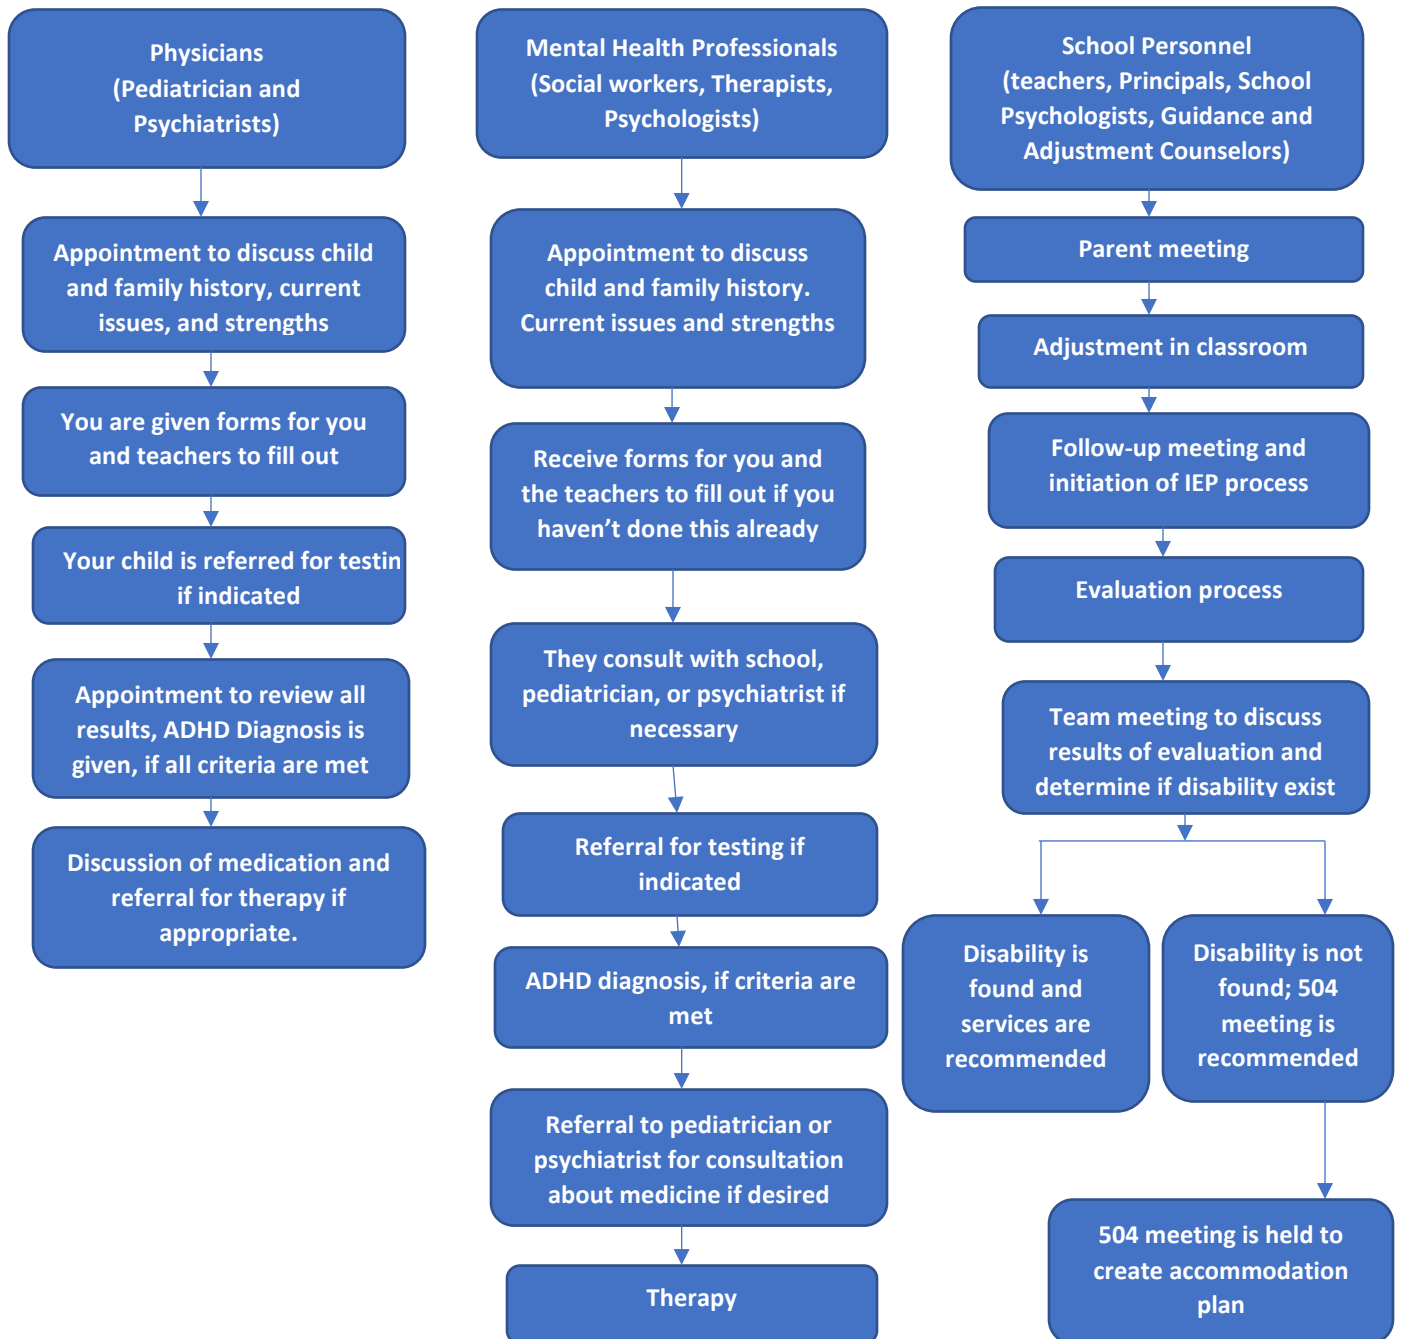 Physicians
(Pediatrician and
Psychiatrists)
Appointment to discuss child
and family history, current
issues, and strengths
You are given forms for you
and teachers to fill out
Your child is referred for testin
if indicated
Appointment to review all
results, ADHD Diagnosis is
given, if all criteria are met
Discussion of medication and
referral for therapy if
appropriate.
Mental Health Professionals
(Social workers, Therapists,
Psychologists)
Appointment to discuss
child and family history.
Current issues and strengths
Receive forms for you and
the teachers to fill out if you
haven’t done this already
They consult with school,
pediatrician, or psychiatrist if
necessary
Referral for testing if
indicated
ADHD diagnosis, if criteria are
met
Referral to pediatrician or
psychiatrist for consultation
about medicine if desired
Therapy
School Personnel
(teachers, Principals, School
Psychologists, Guidance and
Adjustment Counselors)
Parent meeting
Adjustment in classroom
Follow-up meeting and
initiation of IEP process
Evaluation process
Team meeting to discuss
results of evaluation and
determine if disability exist
Disability is
found and
services are
recommended
Disability is not
found; 504
meeting is
recommended
504 meeting is held to
create accommodation
plan